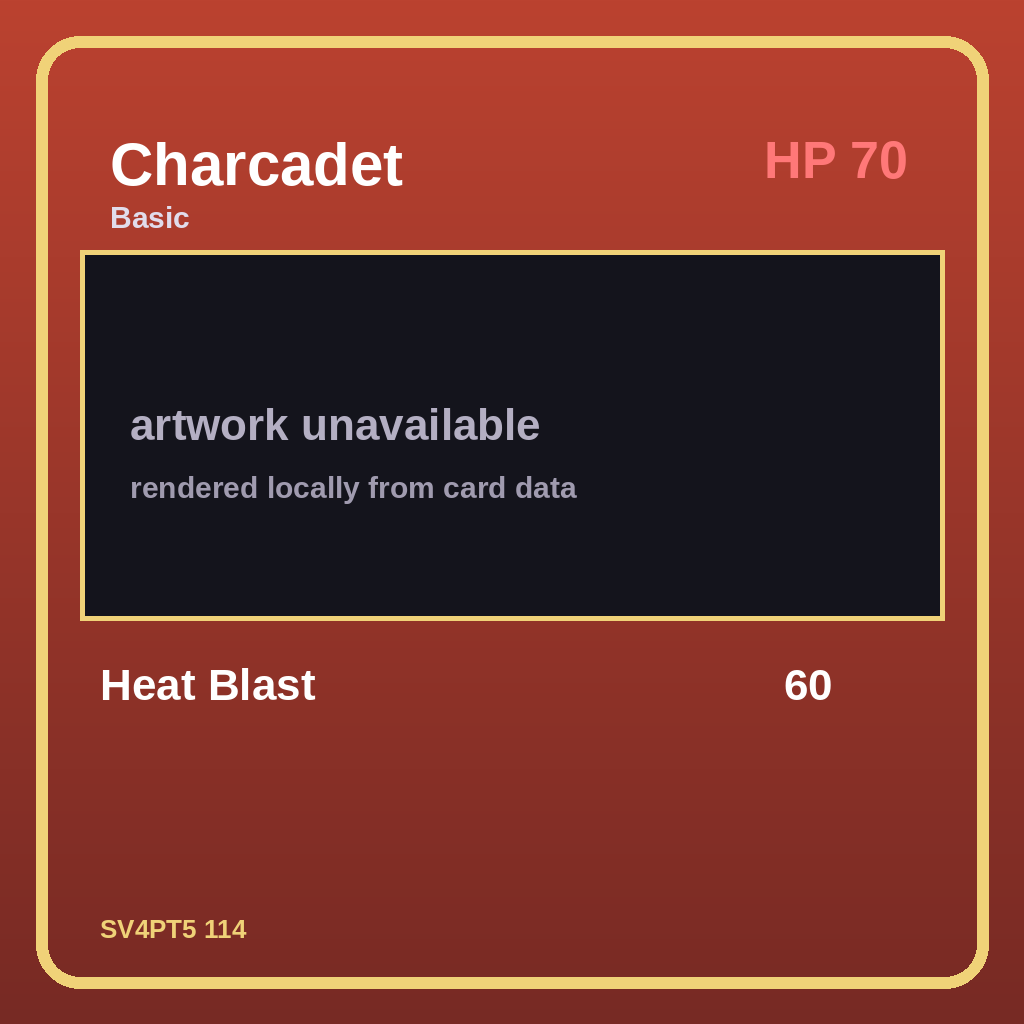 Charcadet
HP 70
Basic
artwork unavailable
rendered locally from card data
Heat Blast 60
SV4PT5 114